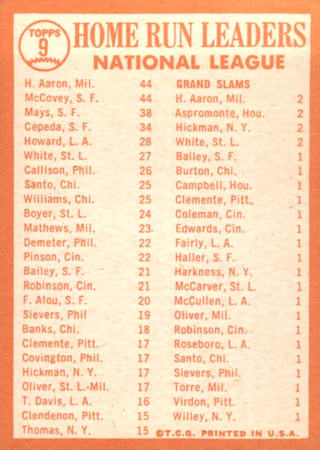 TOPPS
9
HOME RUN LEADERS
NATIONAL LEAGUE
H. Aaron, Mil. 44
McCovey, S. F. 44
Mays, S. F. 38
Cepeda, S. F. 34
Howard, L. A. 28
White, St. L. 27
Callison, Phil. 26
Santo, Chi. 25
Williams, Chi. 25
Boyer, St. L. 24
Mathews, Mil. 23
Demeter, Phil. 22
Pinson, Cin. 22
Bailey, S. F. 21
Robinson, Cin. 21
F. Alou, S. F. 20
Sievers, Phil 19
Banks, Chi. 18
Clemente, Pitt. 17
Covington, Phil. 17
Hickman, N. Y. 17
Oliver, St. L.-Mil. 17
T. Davis, L. A. 16
Clendenon, Pitt. 15
Thomas, N. Y. 15
GRAND SLAMS
H. Aaron, Mil. 2
Aspromonte, Hou. 2
Hickman, N. Y. 2
White, St. L. 2
Bailey, S. F. 1
Burton, Chi. 1
Campbell, Hou. 1
Clemente, Pitt. 1
Coleman, Cin. 1
Edwards, Cin. 1
Fairly, L. A. 1
Haller, S. F. 1
Harkness, N. Y. 1
McCarver, St. L. 1
McCullen, L. A. 1
Oliver, Mil. 1
Robinson, Cin. 1
Roseboro, L. A. 1
Santo, Chi. 1
Sievers, Phil. 1
Torre, Mil. 1
Virdon, Pitt. 1
Willey, N. Y. 1
© T. C. G. PRINTED IN U. S. A.